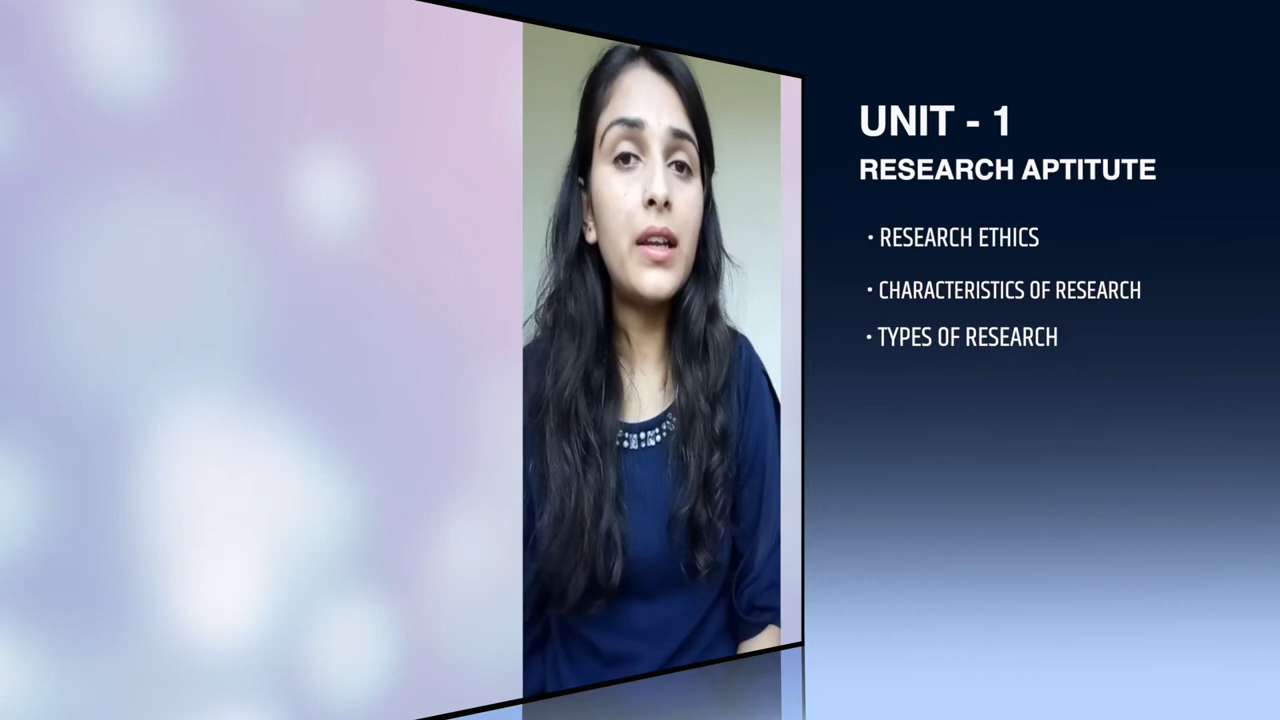 UNIT - 1
RESEARCH APTITUTE
• RESEARCH ETHICS
• CHARACTERISTICS OF RESEARCH
• TYPES OF RESEARCH